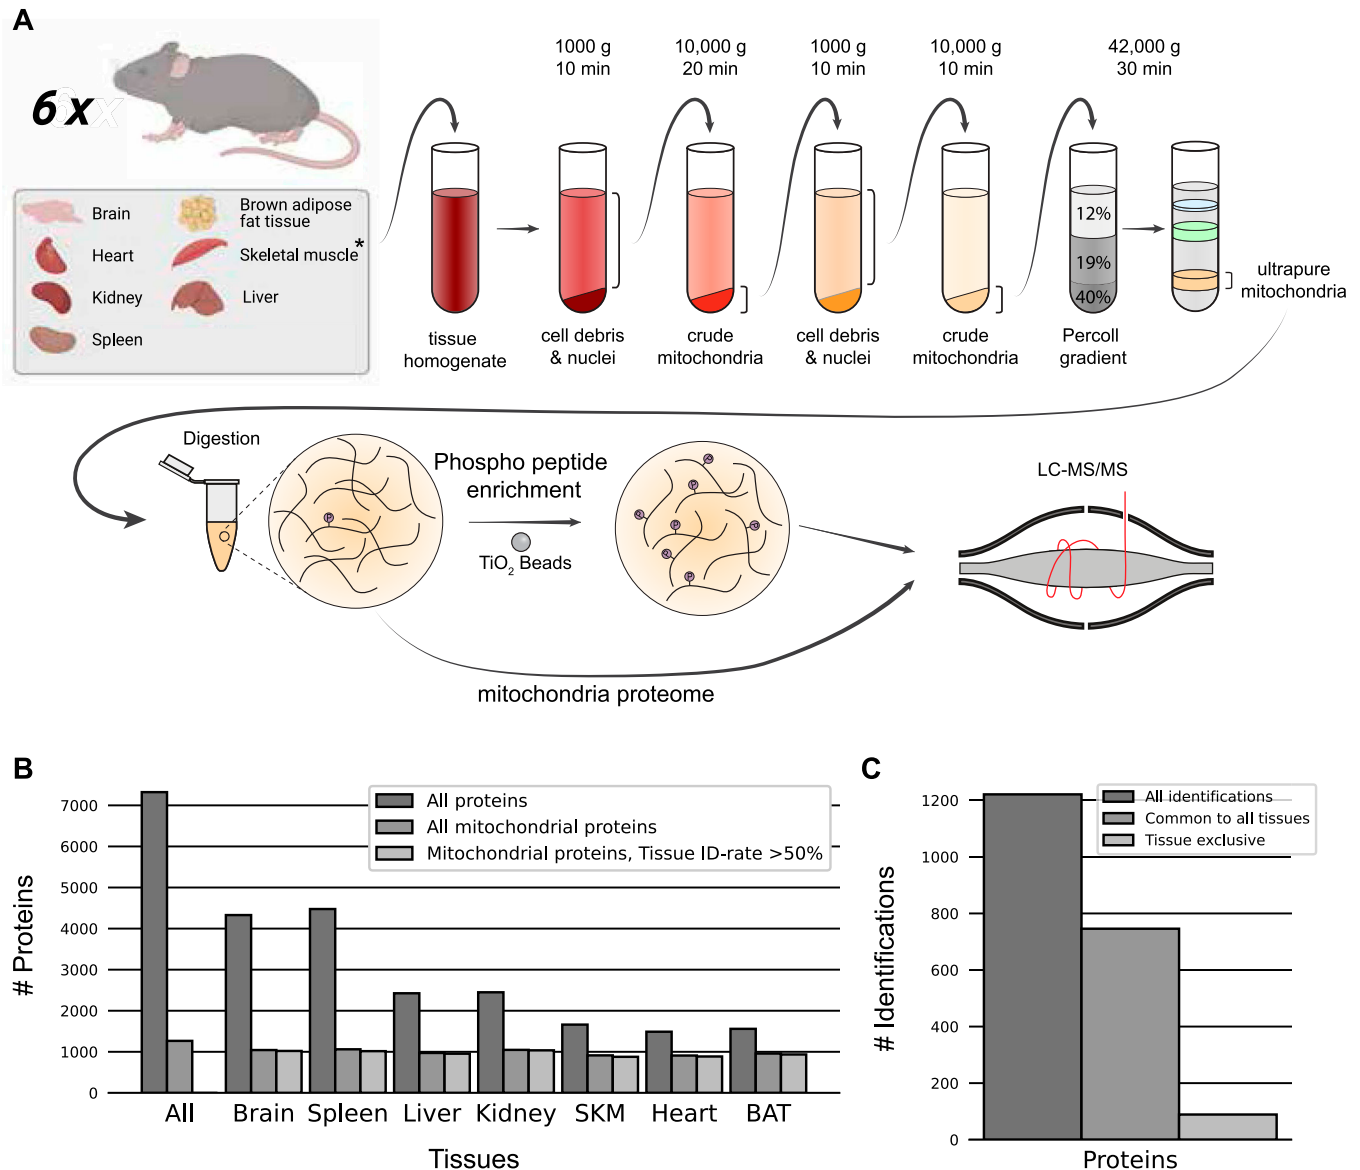 A
6x
Brain
Heart
Kidney
Spleen
Brown adipose
fat tissue
Skeletal muscle*
Liver
1000 g
10 min
10,000 g
20 min
1000 g
10 min
10,000 g
10 min
42,000 g
30 min
12%
19%
40%
tissue
homogenate
cell debris
& nuclei
crude
mitochondria
cell debris
& nuclei
crude
mitochondria
Percoll
gradient
ultrapure
mitochondria
Digestion
P
Phospho peptide
enrichment
TiO₂ Beads
P
P
P
P
P
P
P
LC-MS/MS
mitochondria proteome
B
# Proteins
7000
6000
5000
4000
3000
2000
1000
0
All proteins
All mitochondrial proteins
Mitochondrial proteins, Tissue ID-rate >50%
All Brain Spleen Liver Kidney SKM Heart BAT
Tissues
C
# Identifications
1200
1000
800
600
400
200
0
All identifications
Common to all tissues
Tissue exclusive
Proteins